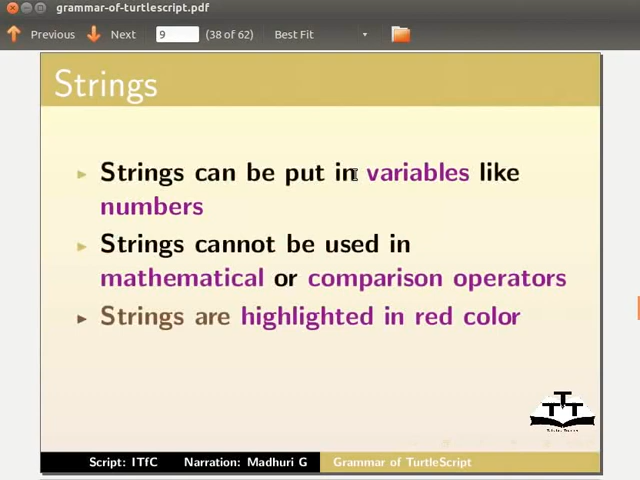 grammar-of-turtlescript.pdf
Previous Next 9 (38 of 62) Best Fit
Strings
Strings can be put in variables like
numbers
Strings cannot be used in
mathematical or comparison operators
Strings are highlighted in red color
Script: ITfC Narration: Madhuri G Grammar of TurtleScript